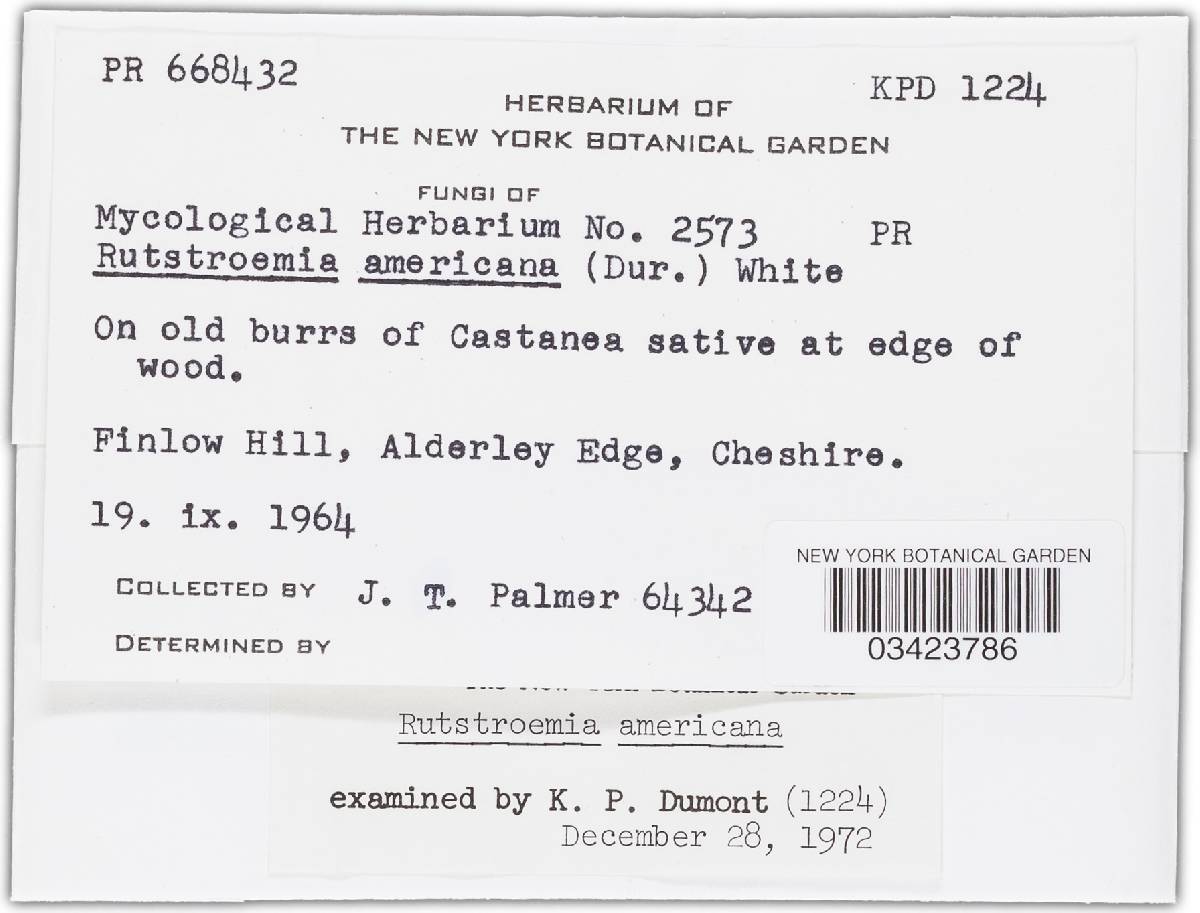 PR 668432
KPD 1224
HERBARIUM OF
THE NEW YORK BOTANICAL GARDEN
FUNGI OF
Mycological Herbarium No. 2573 PR
Rutstroemia americana (Dur.) White
On old burrs of Castanea sative at edge of
wood.
Finlow Hill, Alderley Edge, Cheshire.
19. ix. 1964
COLLECTED BY J. T. Palmer 64342
DETERMINED BY
NEW YORK BOTANICAL GARDEN
03423786
Rutstroemia americana
examined by K. P. Dumont (1224)
December 28, 1972